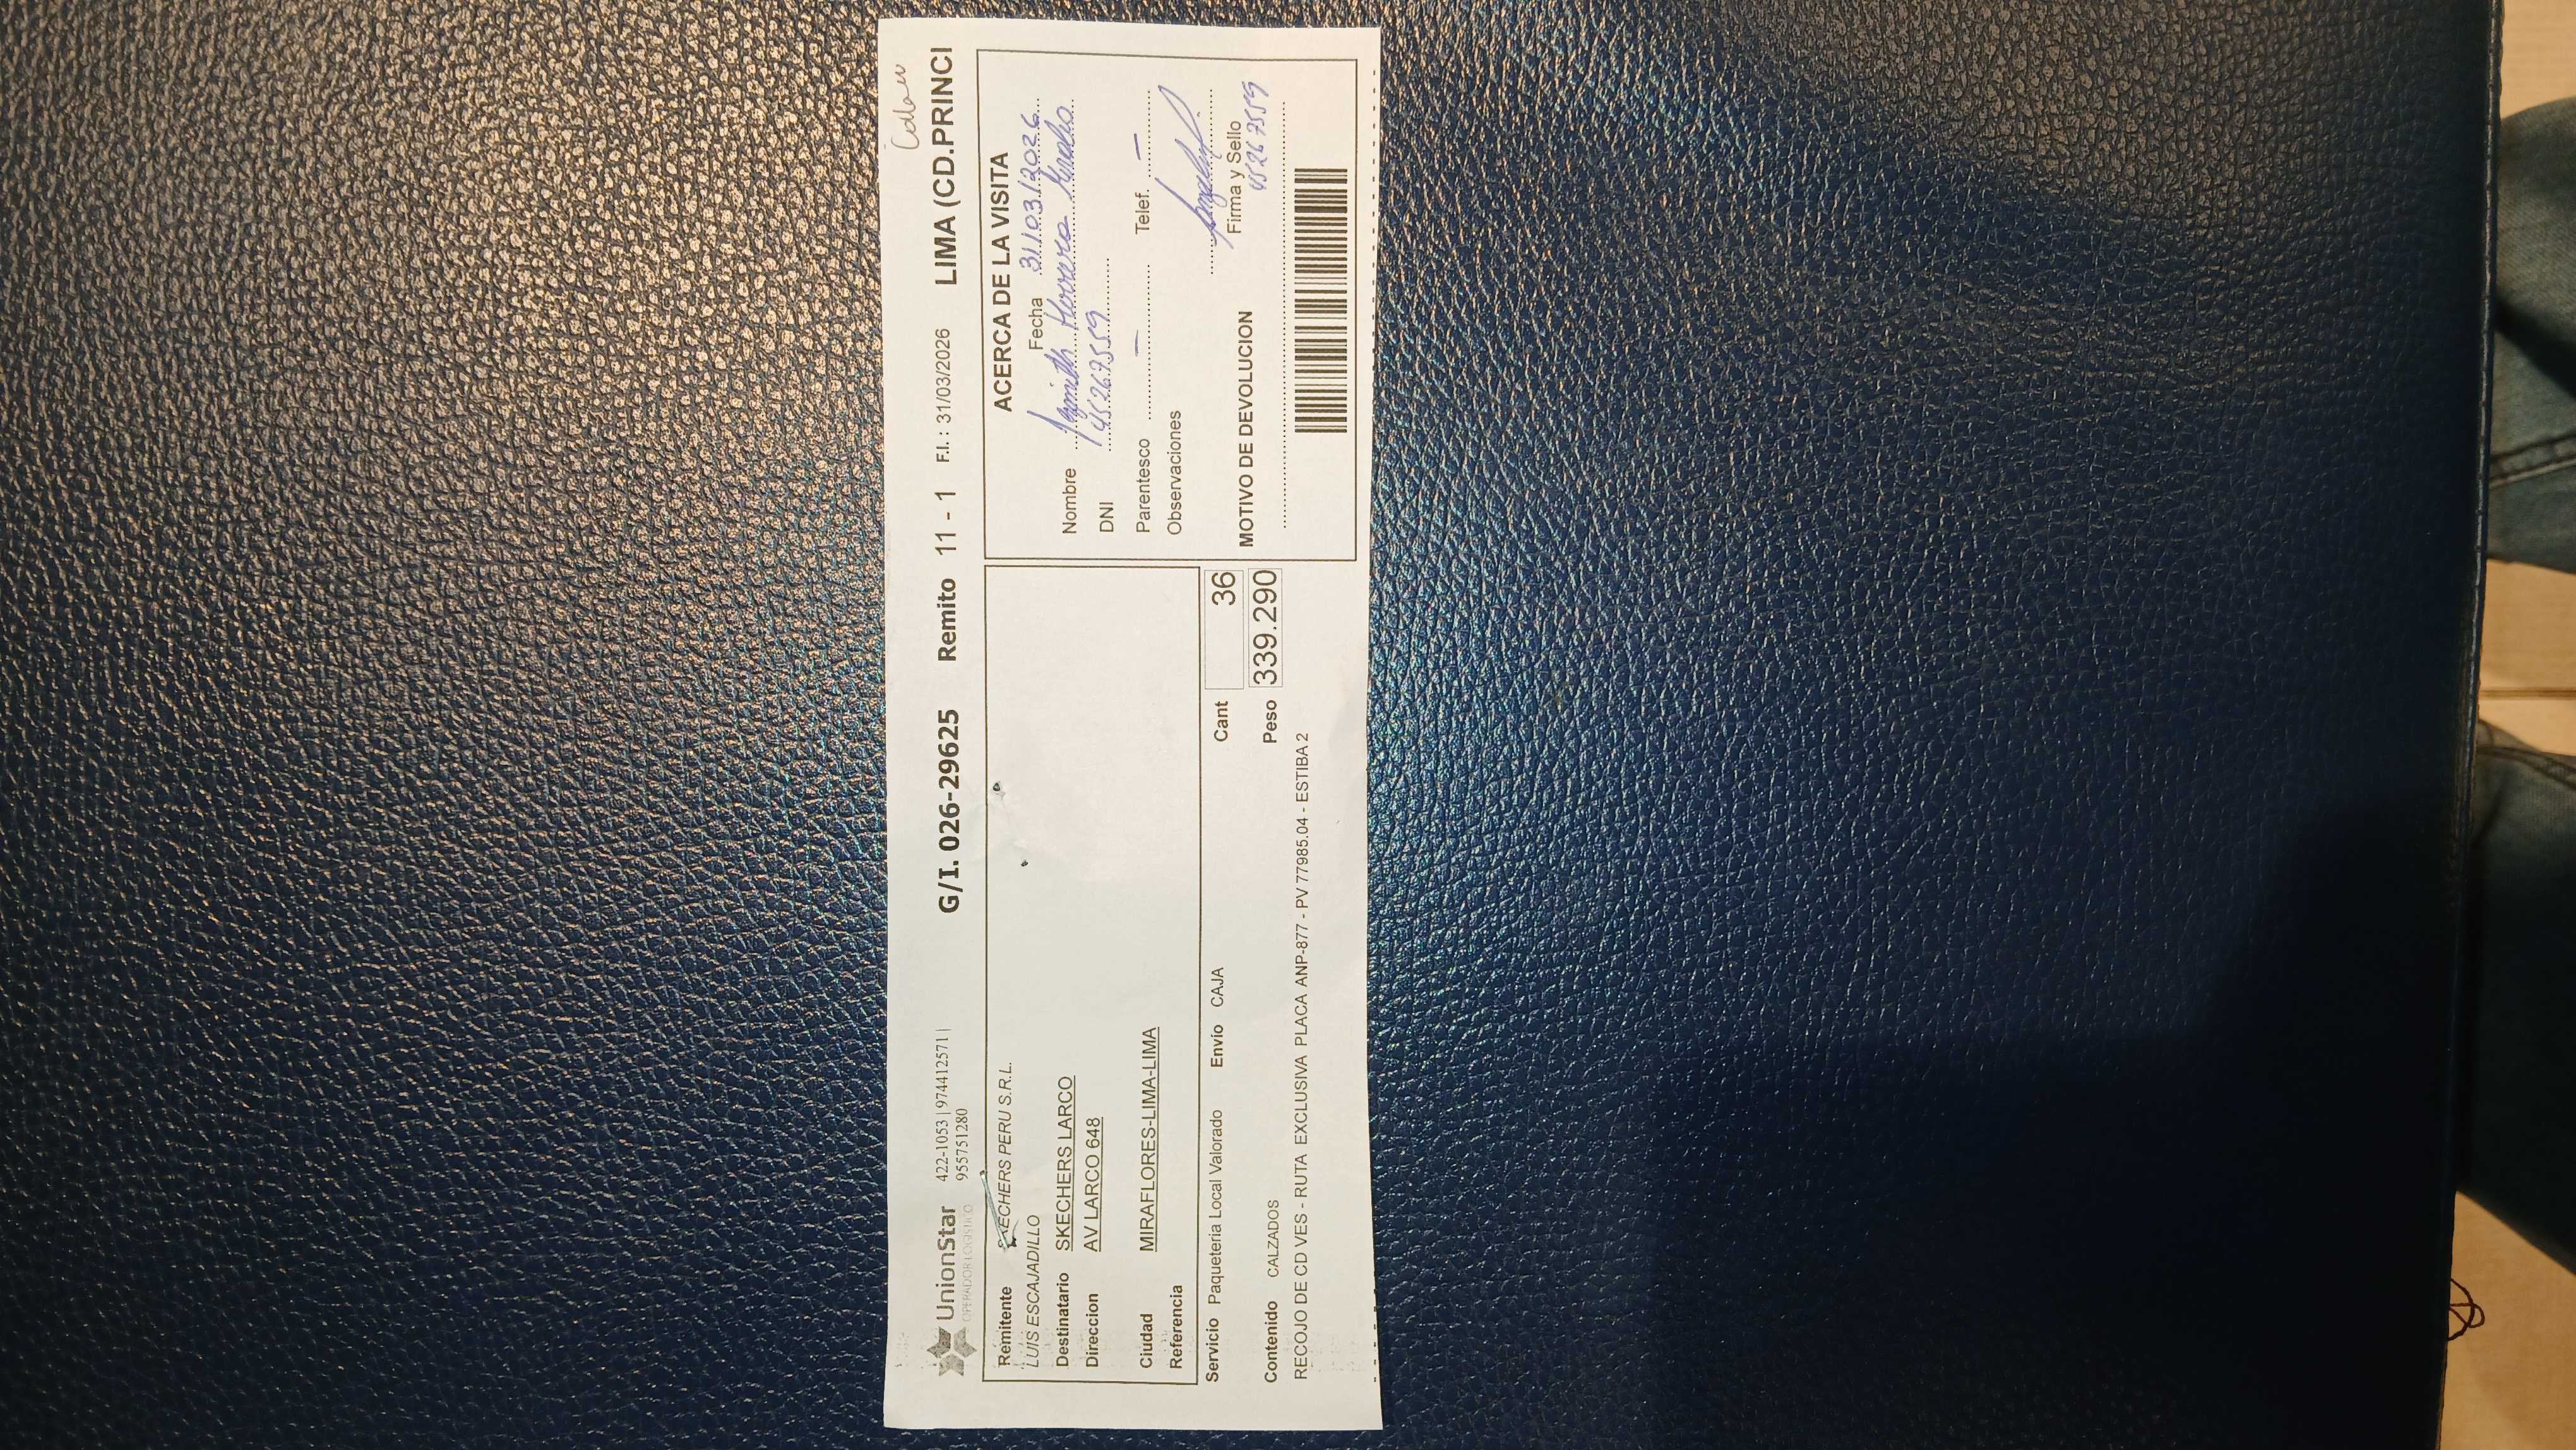 UnionStar
OPERADOR LOGISTICO
422-1053 | 974412571 |
955751280
G/I. 026-29625 Remito 11 - 1 F.I. : 31/03/2026 LIMA (CD.PRINCI
Remitente SKECHERS PERU S.R.L.
LUIS ESCAJADILLO
Destinatario SKECHERS LARCO
Direccion AV LARCO 648
Ciudad MIRAFLORES-LIMA-LIMA
Referencia
Servicio Paqueteria Local Valorado Envio CAJA Cant 36
Contenido CALZADOS Peso 339.290
RECOJO DE CD VES - RUTA EXCLUSIVA PLACA ANP-877 - PV 77985.04 - ESTIBA 2
ACERCA DE LA VISITA
Fecha 31/03/2026
Nombre Herrera
DNI 45267559
Parentesco — Telef. —
Observaciones
Firma y Sello
45267559
MOTIVO DE DEVOLUCION